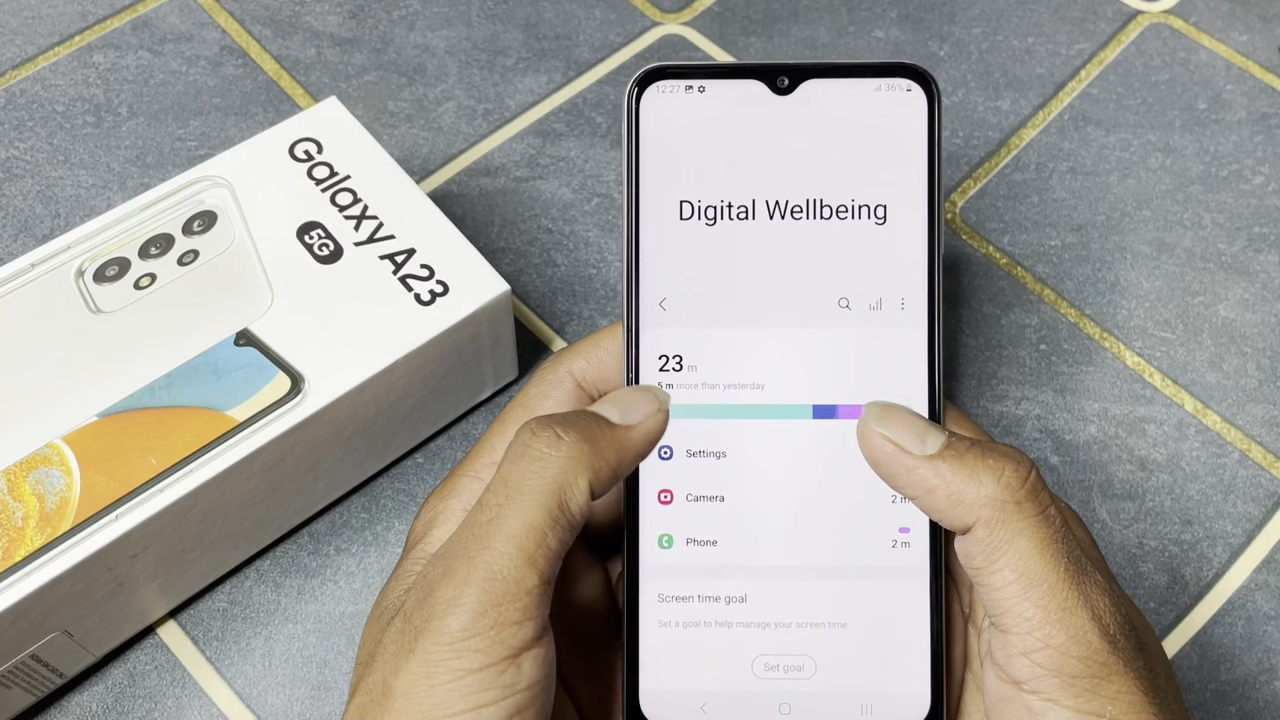 Galaxy A23
5G
12:27
36%
Digital Wellbeing
23 m
5 m more than yesterday
Settings
Camera
2 m
Phone
2 m
Screen time goal
Set a goal to help manage your screen time
Set goal